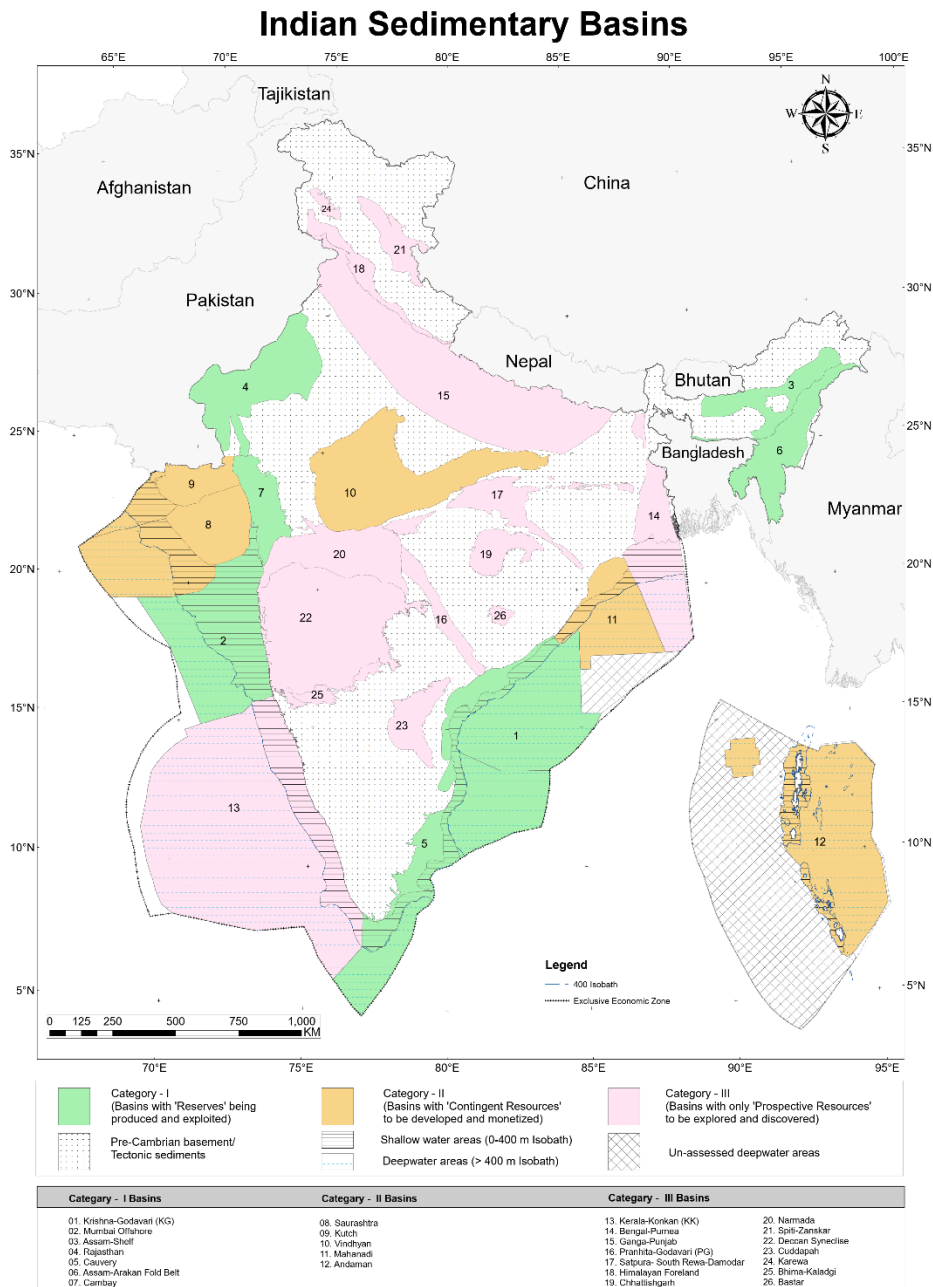 Indian Sedimentary Basins
65°E 70°E 75°E 80°E 85°E 90°E 95°E 100°E
N
W E
S
Tajikistan
35°N 35°N
Afghanistan
China
24
21
18
30°N 30°N
Pakistan
Nepal
Bhutan
4
15
3
25°N 25°N
Bangladesh
6
9
7
10
17
8
14
Myanmar
20
19
20°N 20°N
22
16
26
11
2
25
15°N 15°N
23
1
13
5
12
10°N 10°N
Legend
400 Isobath
Exclusive Economic Zone
5°N 5°N
0 125 250 500 750 1,000
KM
70°E 75°E 80°E 85°E 90°E 95°E
Category - I
(Basins with 'Reserves' being
produced and exploited)
Category - II
(Basins with 'Contingent Resources'
to be developed and monetized)
Category - III
(Basins with only 'Prospective Resources'
to be explored and discovered)
Pre-Cambrian basement/
Tectonic sediments
Shallow water areas (0-400 m Isobath)
Deepwater areas (> 400 m Isobath)
Un-assessed deepwater areas
Categary - I Basins
01. Krishna-Godavari (KG)
02. Mumbai Offshore
03. Assam-Shelf
04. Rajasthan
05. Cauvery
06. Assam-Arakan Fold Belt
07. Cambay
Categary - II Basins
08. Saurashtra
09. Kutch
10. Vindhyan
11. Mahanadi
12. Andaman
Categary - III Basins
13. Kerala-Konkan (KK)
14. Bengal-Purnea
15. Ganga-Punjab
16. Pranhita-Godavari (PG)
17. Satpura- South Rewa-Damodar
18. Himalayan Foreland
19. Chhatlishgarh
20. Narmada
21. Spiti-Zanskar
22. Deccan Syneclise
23. Cuddapah
24. Karewa
25. Bhima-Kaladgi
26. Bastar